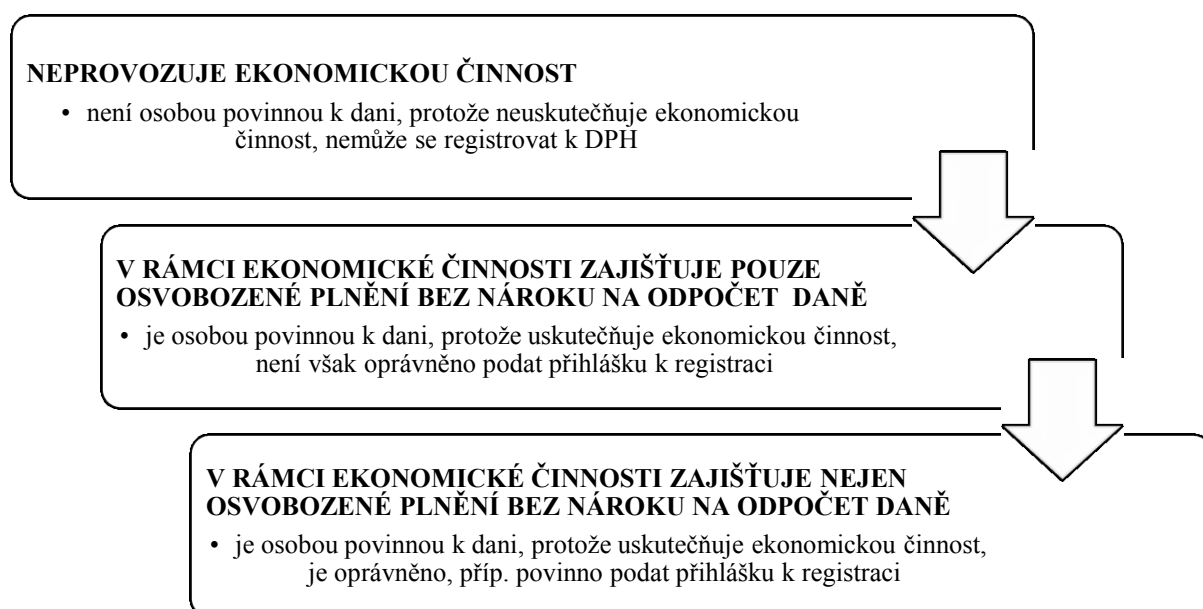 NEPROVOZUJE EKONOMICKOU ČINNOST
• není osobou povinnou k dani, protože neuskutečňuje ekonomickou
činnost, nemůže se registrovat k DPH
V RÁMCI EKONOMICKÉ ČINNOSTI ZAJIŠŤUJE POUZE
OSVOBOZENÉ PLNĚNÍ BEZ NÁROKU NA ODPOČET DANĚ
• je osobou povinnou k dani, protože uskutečňuje ekonomickou činnost,
není však oprávněno podat přihlášku k registraci
V RÁMCI EKONOMICKÉ ČINNOSTI ZAJIŠŤUJE NEJEN
OSVOBOZENÉ PLNĚNÍ BEZ NÁROKU NA ODPOČET DANĚ
• je osobou povinnou k dani, protože uskutečňuje ekonomickou činnost,
je oprávněno, příp. povinno podat přihlášku k registraci